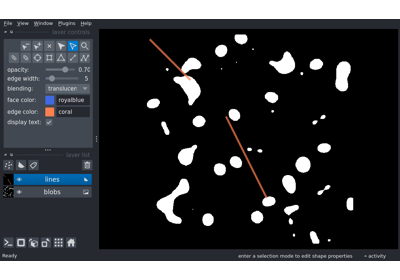 File View Window Plugins Help
layer controls
opacity: 0.70
edge width: 5
blending: translucen
face color: royalblue
edge color: coral
display text:
layer list
lines
blobs
Ready
enter a selection mode to edit shape properties
activity